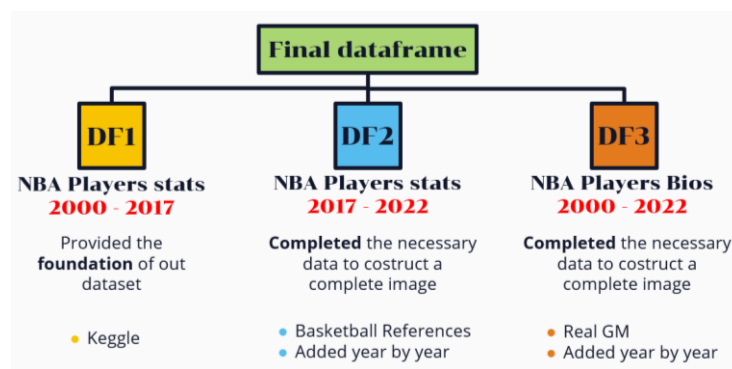 Final dataframe
DF1
NBA Players stats
2000 - 2017
Provided the
foundation of out
dataset
Keggle
DF2
NBA Players stats
2017 - 2022
Completed the necessary
data to costruct a
complete image
Basketball References
Added year by year
DF3
NBA Players Bios
2000 - 2022
Completed the necessary
data to costruct a
complete image
Real GM
Added year by year